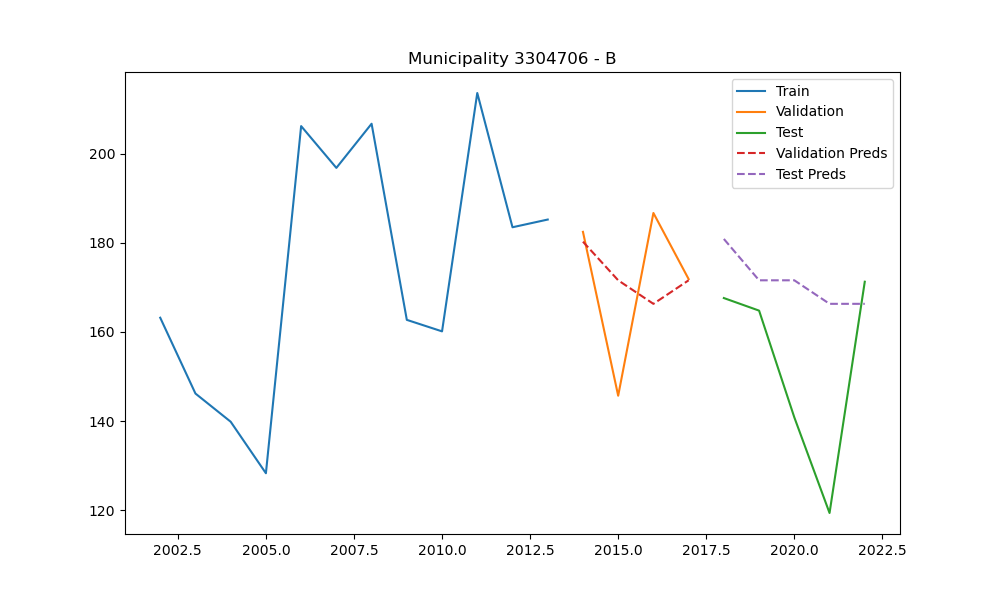 Municipality 3304706 - B
Train
Validation
Test
Validation Preds
Test Preds
200
180
160
140
120
2002.5 2005.0 2007.5 2010.0 2012.5 2015.0 2017.5 2020.0 2022.5